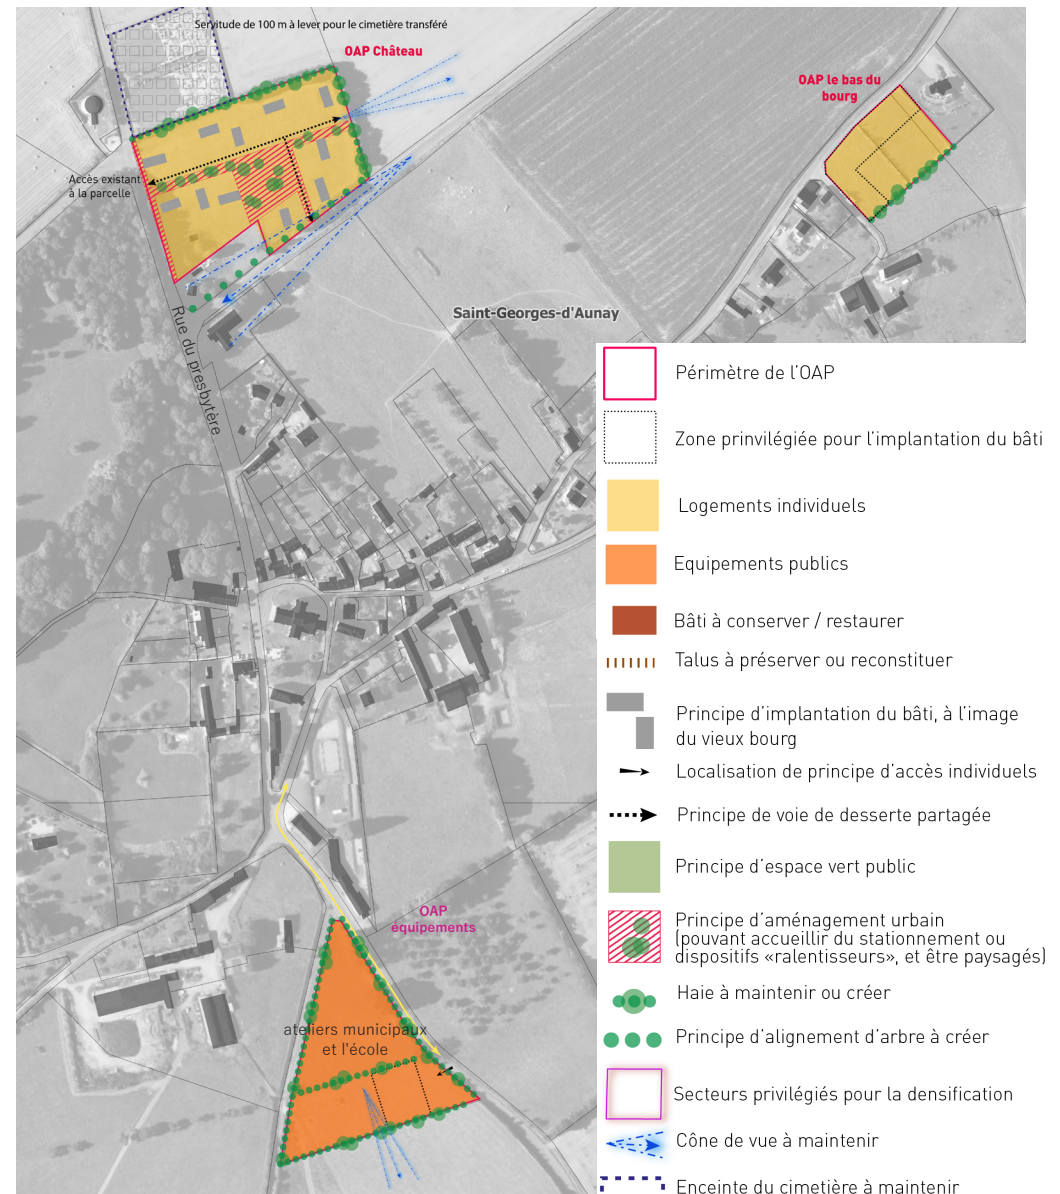 Servitude de 100 m à lever pour le cimetière transféré
OAP Château
OAP le bas du
bourg
Accès existant
à la parcelle
Saint-Georges-d'Aunay
Rue du presbytère
OAP
équipements
ateliers municipaux
et l'école
Périmètre de l'OAP
Zone prinvilégiée pour l'implantation du bâti
Logements individuels
Equipements publics
Bâti à conserver / restaurer
Talus à préserver ou reconstituer
Principe d'implantation du bâti, à l'image
du vieux bourg
Localisation de principe d'accès individuels
Principe de voie de desserte partagée
Principe d'espace vert public
Principe d'aménagement urbain
(pouvant accueillir du stationnement ou
dispositifs «ralentisseurs», et être paysagés)
Haie à maintenir ou créer
Principe d'alignement d'arbre à créer
Secteurs privilégiés pour la densification
Cône de vue à maintenir
Enceinte du cimetière à maintenir